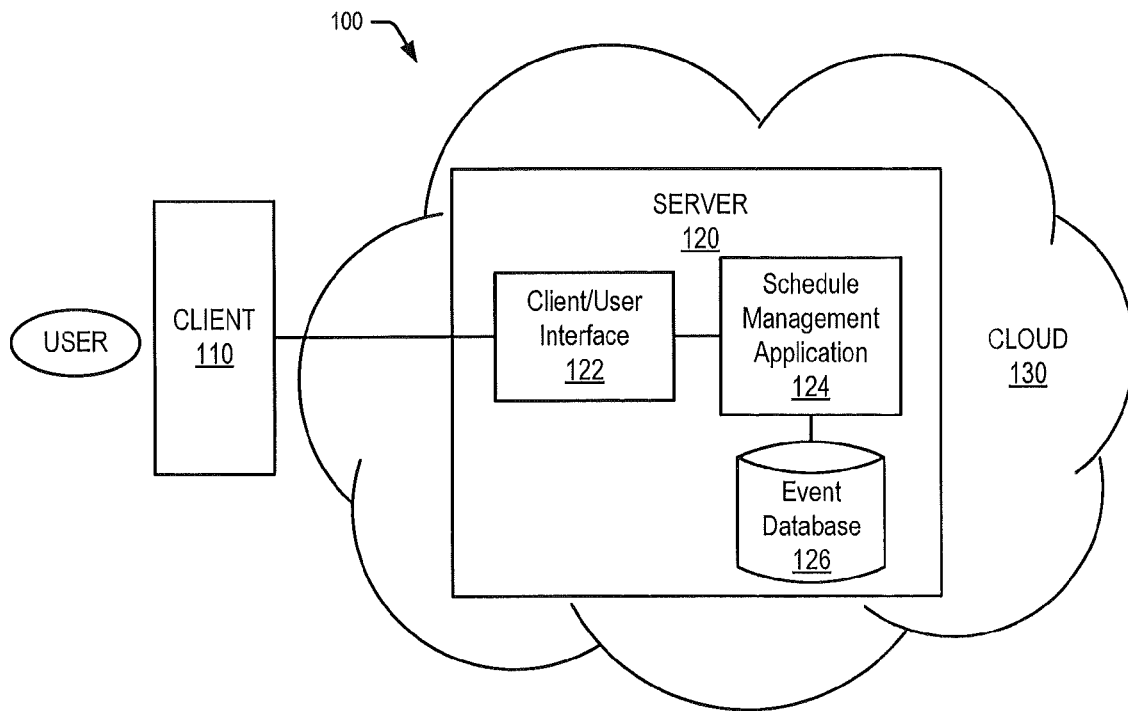 100
SERVER
120
Client/User
Interface
122
Schedule
Management
Application
124
USER
CLIENT
110
CLOUD
130
Event
Database
126